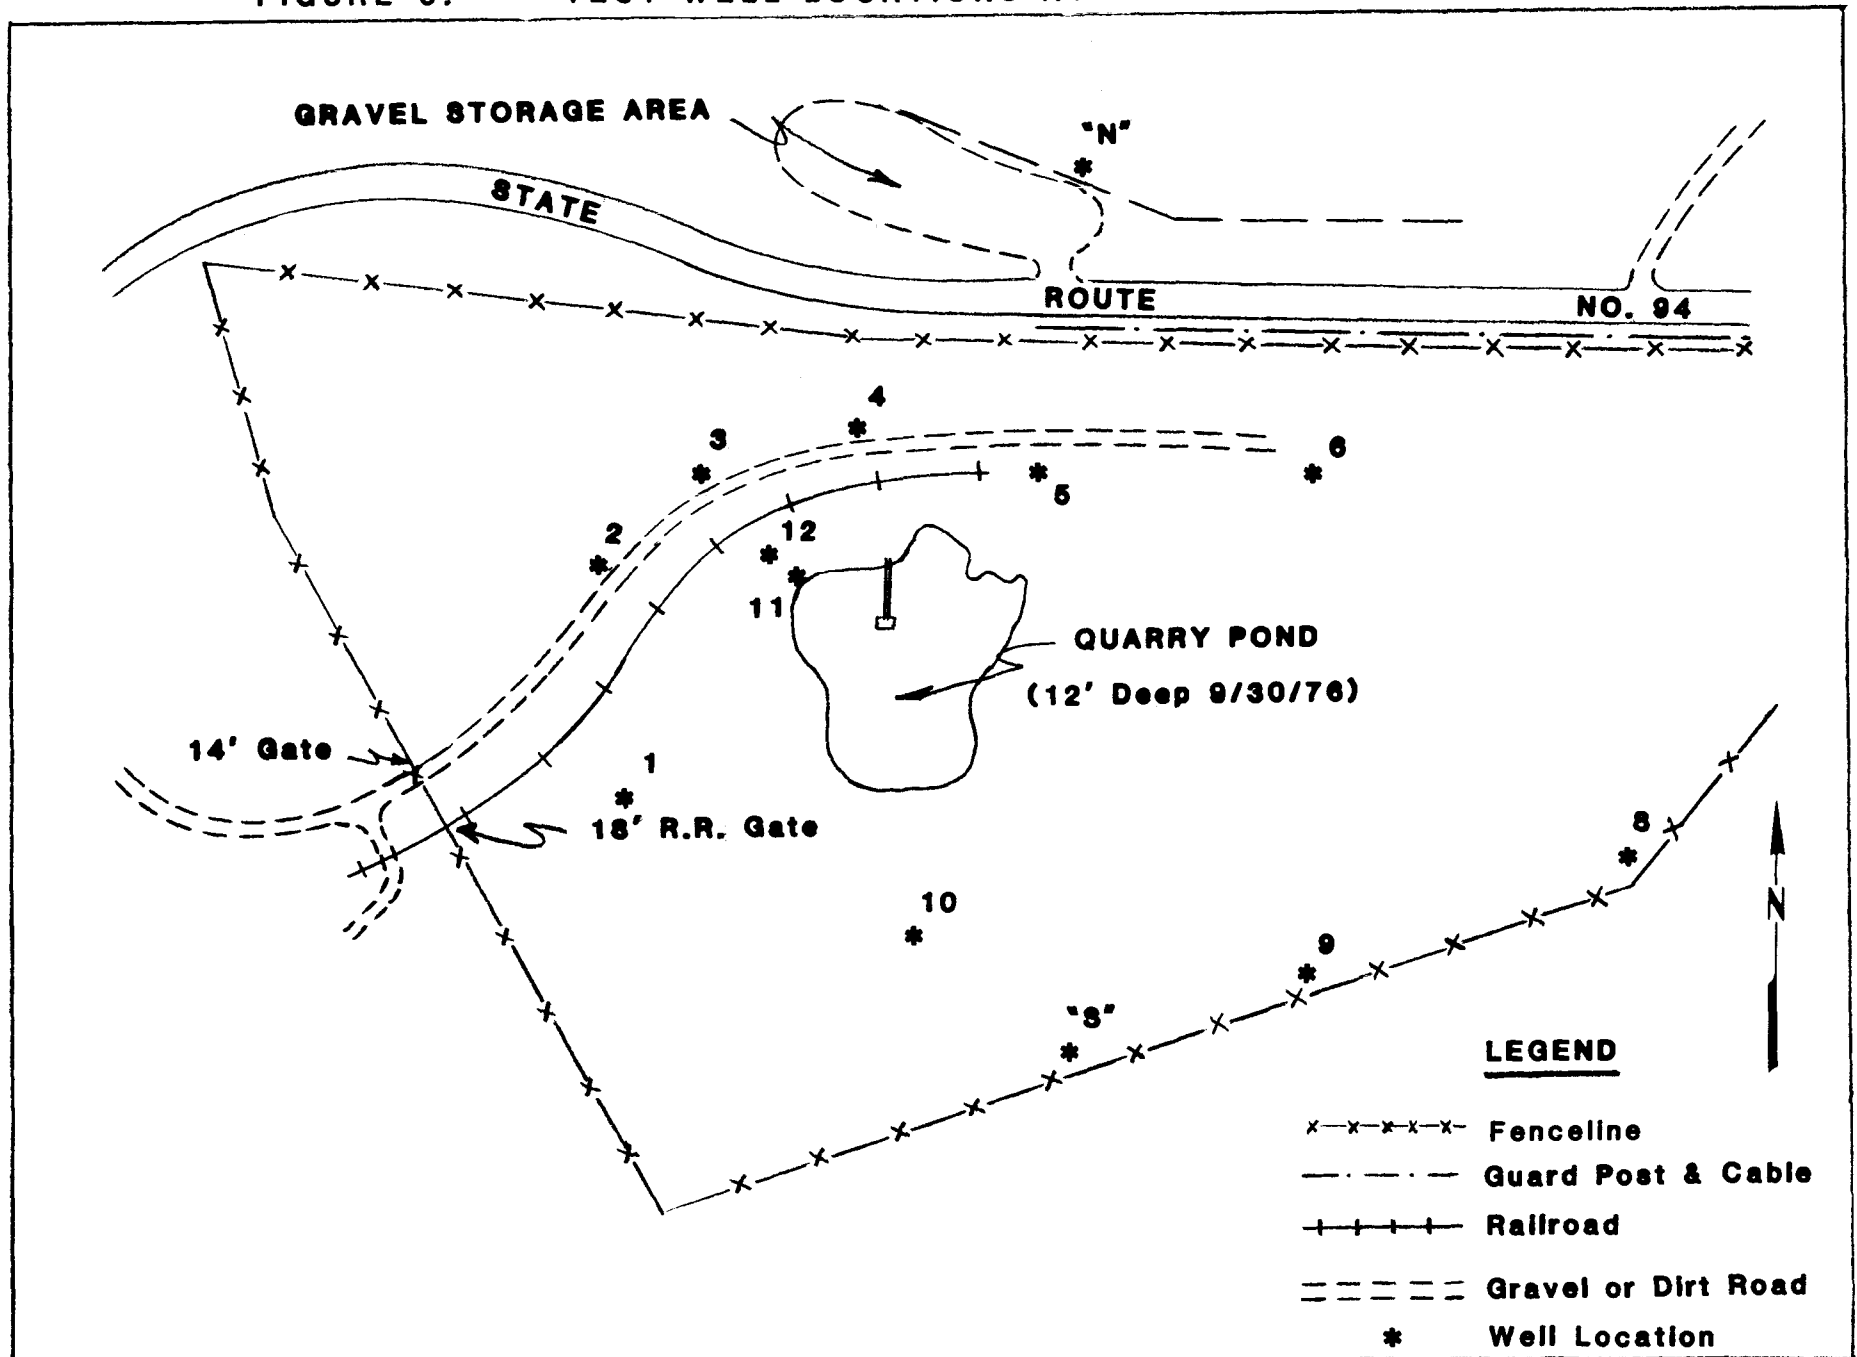 GRAVEL STORAGE AREA
"N"
STATE
ROUTE
NO. 94
4
3
6
5
2
12
11
QUARRY POND
(12' Deep 9/30/76)
14' Gate
1
18' R.R. Gate
8
10
9
"S"
N
LEGEND
Fenceline
Guard Post & Cable
Railroad
Gravel or Dirt Road
Well Location